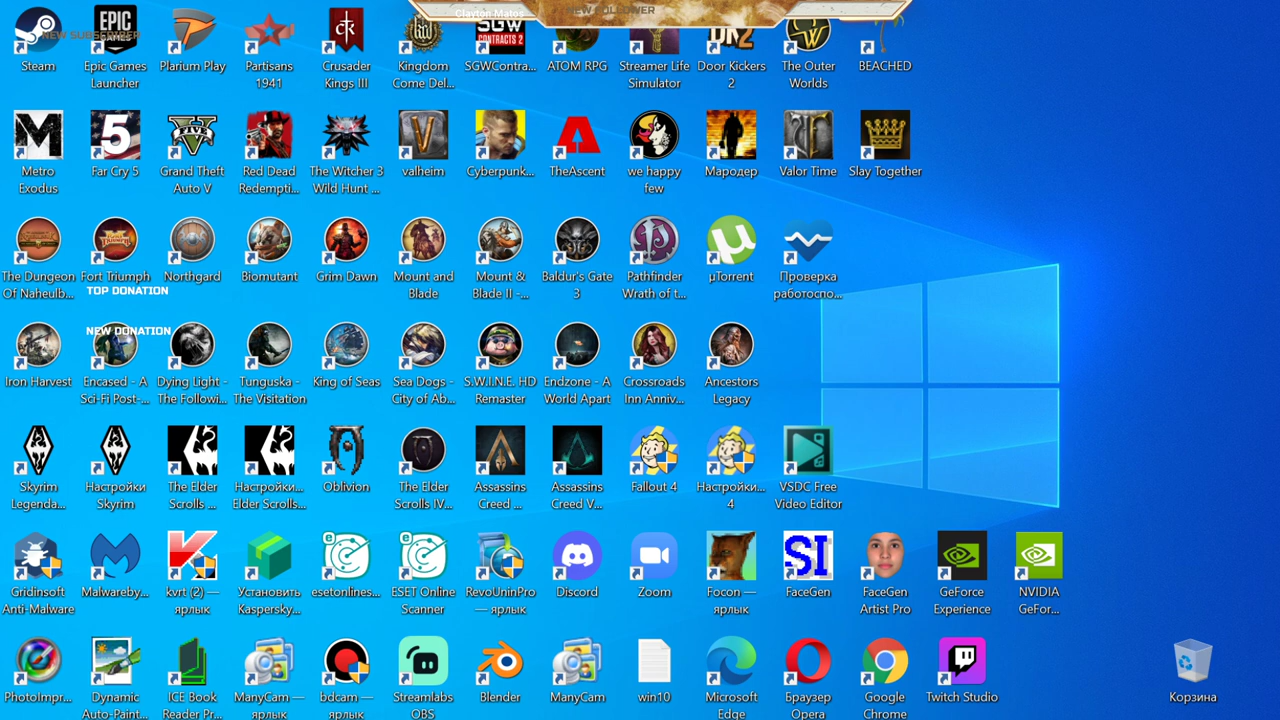 Clayton Matos
NEW FOLLOWER
NEW SUBSCRIBER
EPIC
GAMES
SGW
CONTRACTS 2
DK2
Steam
Epic Games
Launcher
Plarium Play
Partisans
1941
Crusader
Kings III
Kingdom
Come Del...
SGWContra...
ATOM RPG
Streamer Life
Simulator
Door Kickers
2
The Outer
Worlds
BEACHED
Metro
Exodus
Far Cry 5
Grand Theft
Auto V
Red Dead
Redempti...
The Witcher 3
Wild Hunt ...
valheim
Cyberpunk...
TheAscent
we happy
few
Мародер
Valor Time
Slay Together
The Dungeon
Of Naheulb...
Fort Triumph
Northgard
Biomutant
Grim Dawn
Mount and
Blade
Mount &
Blade II -...
Baldur's Gate
3
Pathfinder
Wrath of t...
µTorrent
Проверка
работоспо...
TOP DONATION
NEW DONATION
Iron Harvest
Encased - A
Sci-Fi Post-...
Dying Light -
The Followi...
Tunguska -
The Visitation
King of Seas
Sea Dogs -
City of Ab...
S.W.I.N.E. HD
Remaster
Endzone - A
World Apart
Crossroads
Inn Anniv...
Ancestors
Legacy
Skyrim
Legenda...
Настройки
Skyrim
The Elder
Scrolls ...
Настройки...
Elder Scrolls...
Oblivion
The Elder
Scrolls IV...
Assassins
Creed ...
Assassins
Creed V...
Fallout 4
Настройки...
4
VSDC Free
Video Editor
Gridinsoft
Anti-Malware
Malwareby...
kvrt (2) —
ярлык
Установить
Kaspersky...
esetonlines...
ESET Online
Scanner
RevoUninPro
— ярлык
Discord
Zoom
Focon —
ярлык
SI
FaceGen
FaceGen
Artist Pro
GeForce
Experience
NVIDIA
GeFor...
PhotoImpr...
Dynamic
Auto-Paint...
ICE Book
Reader Pr...
ManyCam —
ярлык
bdcam —
ярлык
Streamlabs
OBS
Blender
ManyCam
win10
Microsoft
Edge
Браузер
Opera
Google
Chrome
Twitch Studio
Корзина